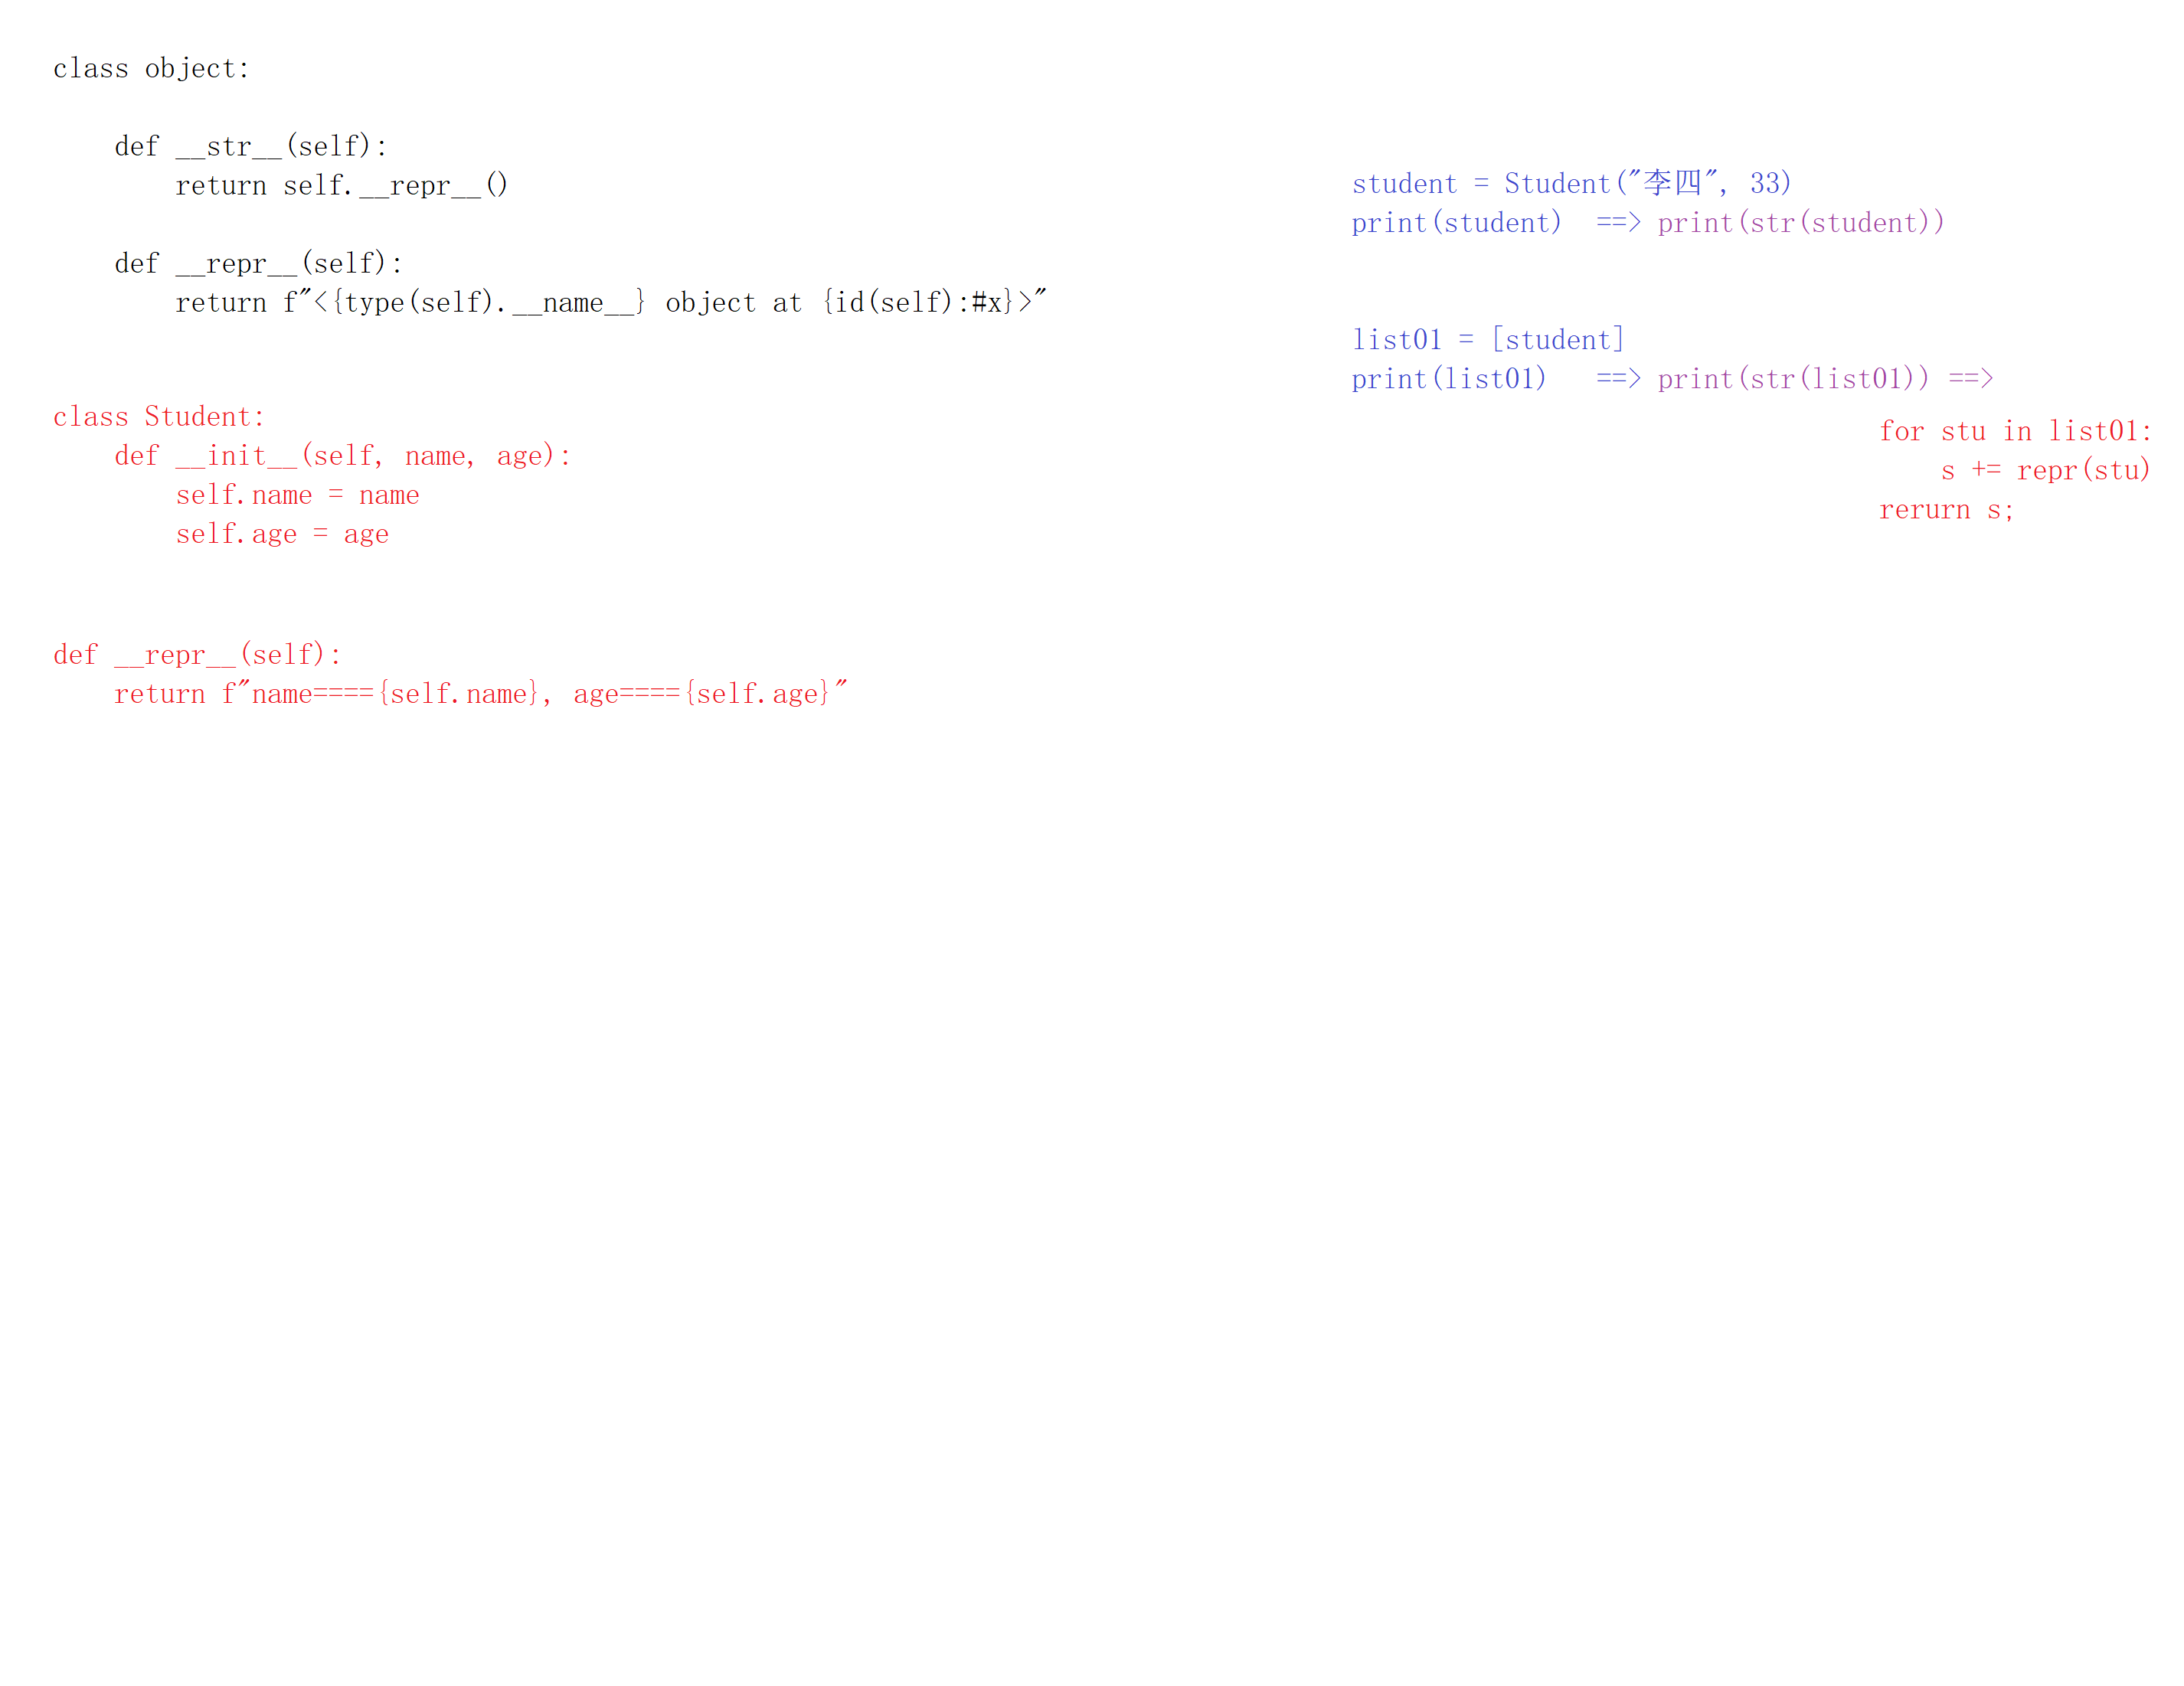 class object:
    def __str__(self):
        return self.__repr__()
    def __repr__(self):
        return f"<{type(self).__name__} object at {id(self):#x}>"
class Student:
    def __init__(self, name, age):
        self.name = name
        self.age = age
def __repr__(self):
    return f"name===={self.name}, age===={self.age}"
student = Student("李四", 33)
print(student)  ==> print(str(student))
list01 = [student]
print(list01)   ==> print(str(list01)) ==>
for stu in list01:
    s += repr(stu)
rerurn s;